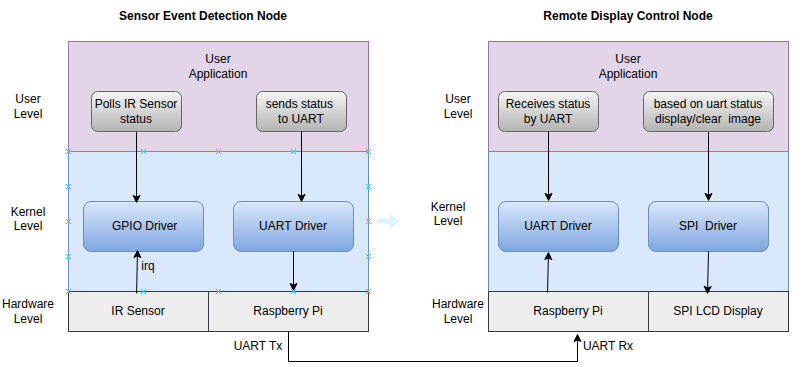 Sensor Event Detection Node
Remote Display Control Node
User
Application
User
Level
Polls IR Sensor
status
sends status
to UART
User
Application
User
Level
Receives status
by UART
based on uart status
display/clear image
Kernel
Level
GPIO Driver
UART Driver
Kernel
Level
UART Driver
SPI Driver
irq
Hardware
Level
IR Sensor
Raspberry Pi
Hardware
Level
Raspberry Pi
SPI LCD Display
UART Tx
UART Rx